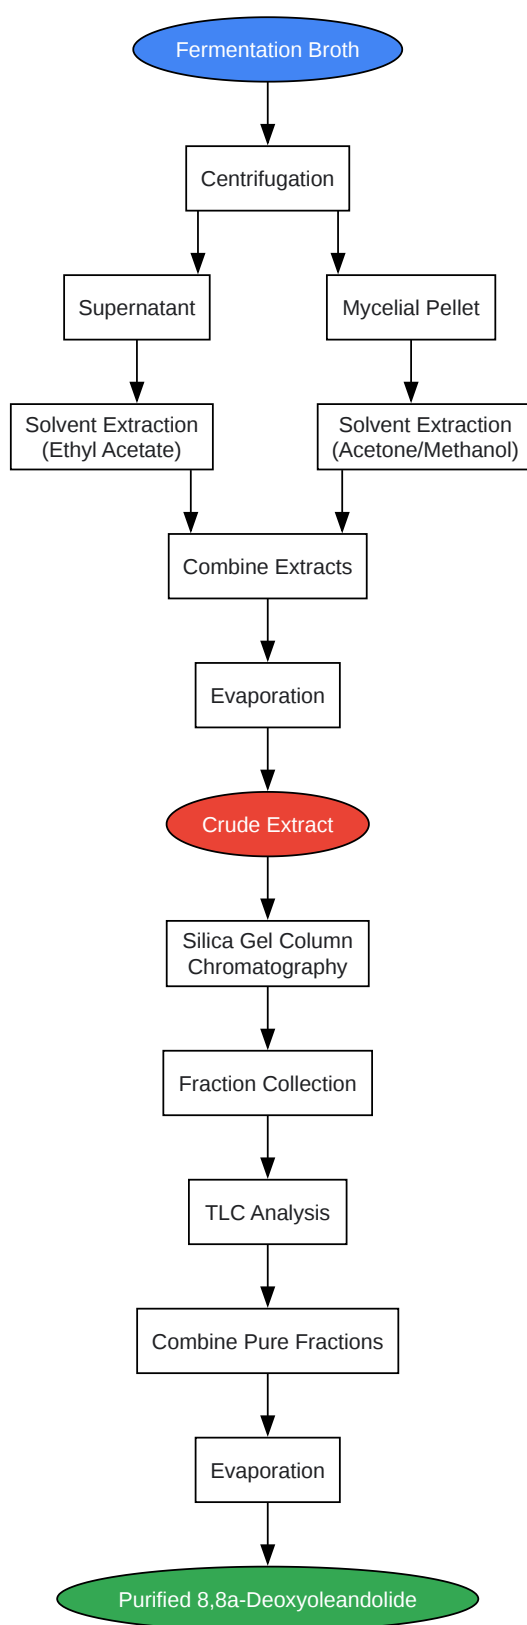 Fermentation Broth
Centrifugation
Supernatant
Mycelial Pellet
Solvent Extraction
(Ethyl Acetate)
Solvent Extraction
(Acetone/Methanol)
Combine Extracts
Evaporation
Crude Extract
Silica Gel Column
Chromatography
Fraction Collection
TLC Analysis
Combine Pure Fractions
Evaporation
Purified 8,8a-Deoxyoleandolide